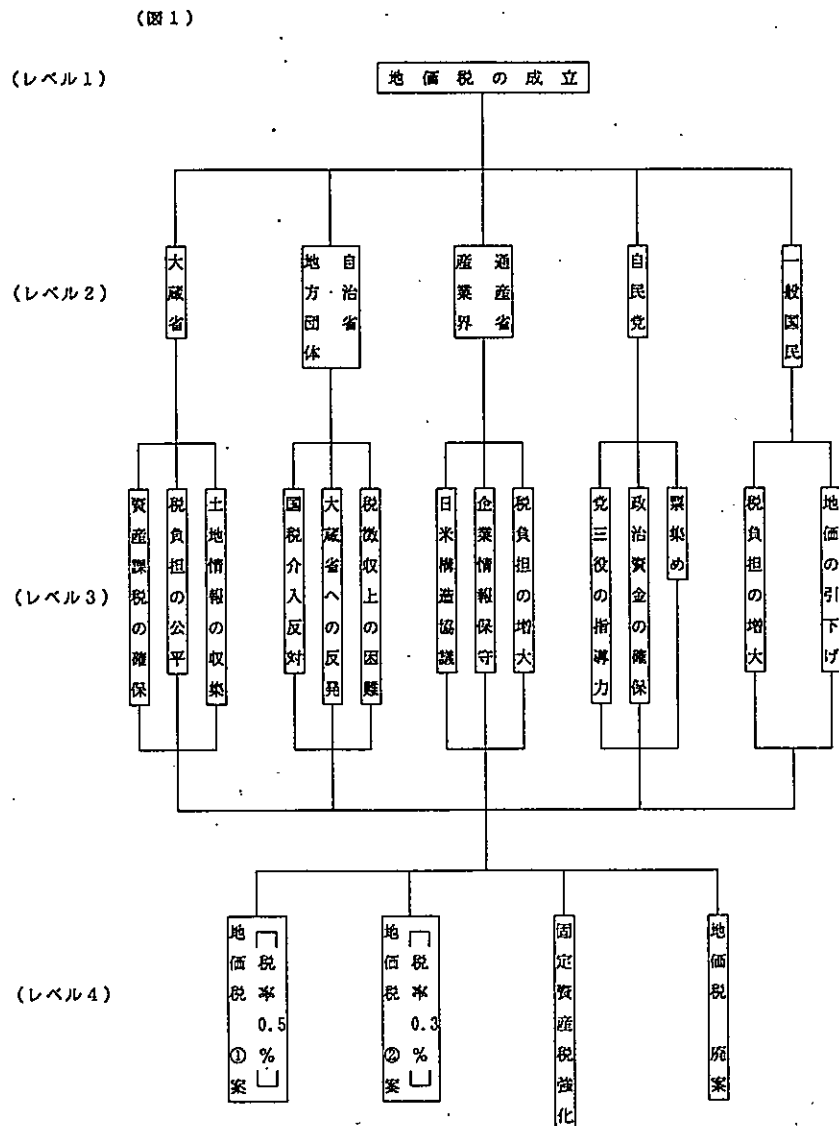 (図1)
(レベル1)
地価税の成立
(レベル2)
大蔵省
自治省・
地方団体
通産省
産業界
自民党
一般国民
(レベル3)
資産課税の確保
税負担の公平
土地情報の収集
国税介入反対
大蔵省への反発
税徴収上の困難
日米構造協議
企業情報保守
税負担の増大
党三役の指導力
政治資金の確保
票集め
税負担の増大
地価の引下げ
(レベル4)
地価税 ①案
[税率0.5%]
地価税 ②案
[税率0.3%]
固定資産税強化
地価税 廃案